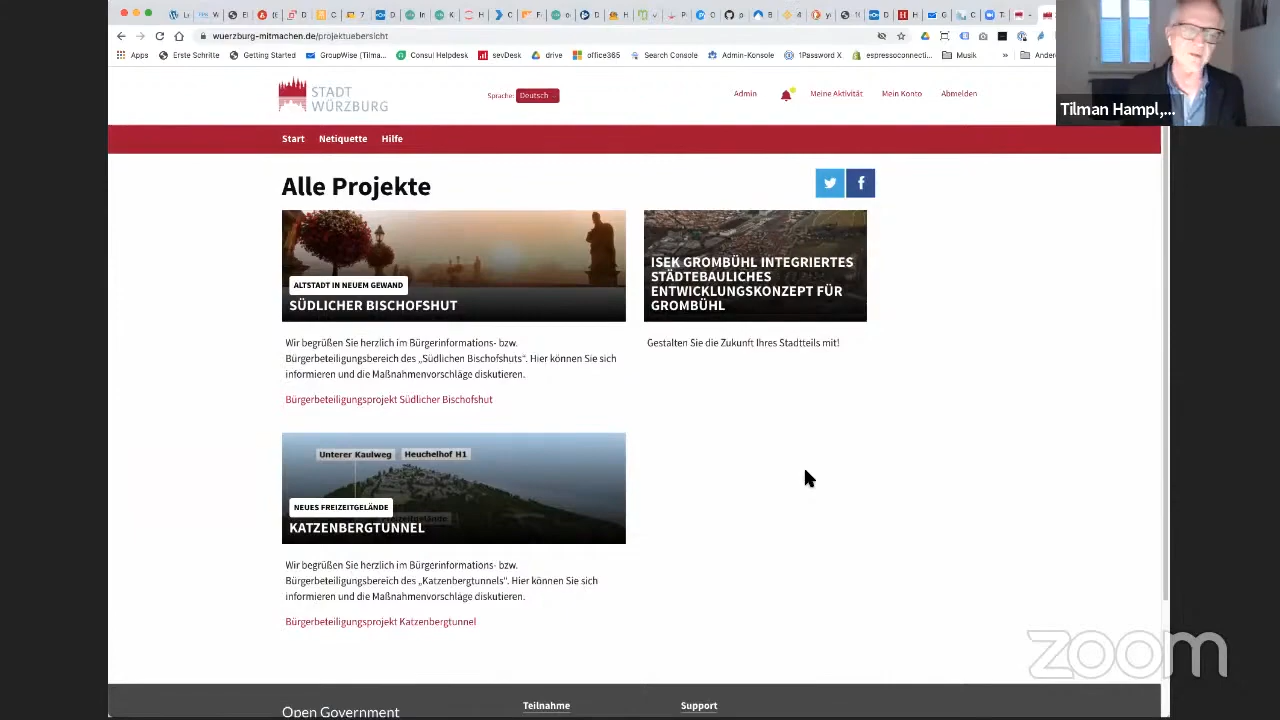 wuerzburg-mitmachen.de/projektuebersicht
Apps
Erste Schritte
Getting Started
GroupWise (Tilma...
Consul Helpdesk
sevDesk
drive
office365
Search Console
Admin-Konsole
1Password X
espressoconnecti...
Musik
»
STADT
WÜRZBURG
Sprache:
Deutsch
Admin
Meine Aktivität
Mein Konto
Abmelden
Tilman Hampl,...
Start
Netiquette
Hilfe
Alle Projekte
ALTSTADT IN NEUEM GEWAND
SÜDLICHER BISCHOFSHUT
Wir begrüßen Sie herzlich im Bürgerinformations- bzw.
Bürgerbeteiligungsbereich des „Südlichen Bischofshuts“. Hier können Sie sich
informieren und die Maßnahmenvorschläge diskutieren.
Bürgerbeteiligungsprojekt Südlicher Bischofshut
ISEK GROMBÜHL INTEGRIERTES
STÄDTEBAULICHES
ENTWICKLUNGSKONZEPT FÜR
GROMBÜHL
Gestalten Sie die Zukunft Ihres Stadtteils mit!
Unterer Kaulweg
Heuchelhof H1
NEUES FREIZEITGELÄNDE
KATZENBERGTUNNEL
Wir begrüßen Sie herzlich im Bürgerinformations- bzw.
Bürgerbeteiligungsbereich des „Katzenbergtunnels“. Hier können Sie sich
informieren und die Maßnahmenvorschläge diskutieren.
Bürgerbeteiligungsprojekt Katzenbergtunnel
zoom
Open Government
Teilnahme
Support